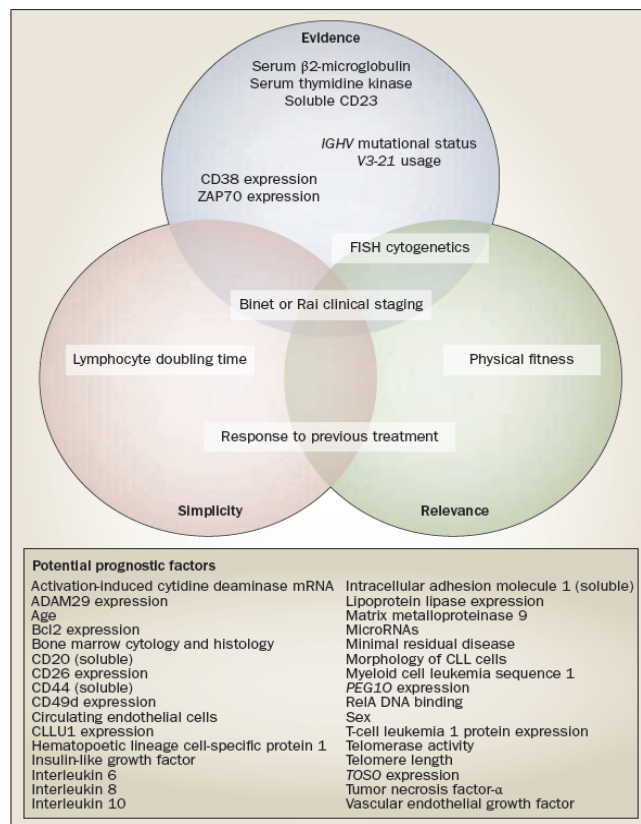 Evidence
Serum β2-microglobulin
Serum thymidine kinase
Soluble CD23
IGHV mutational status
V3-21 usage
CD38 expression
ZAP70 expression
FISH cytogenetics
Binet or Rai clinical staging
Lymphocyte doubling time
Physical fitness
Response to previous treatment
Simplicity
Relevance
Potential prognostic factors
Activation-induced cytidine deaminase mRNA
ADAM29 expression
Age
Bcl2 expression
Bone marrow cytology and histology
CD20 (soluble)
CD26 expression
CD44 (soluble)
CD49d expression
Circulating endothelial cells
CLLU1 expression
Hematopoetic lineage cell-specific protein 1
Insulin-like growth factor
Interleukin 6
Interleukin 8
Interleukin 10
Intracellular adhesion molecule 1 (soluble)
Lipoprotein lipase expression
Matrix metalloproteinase 9
MicroRNAs
Minimal residual disease
Morphology of CLL cells
Myeloid cell leukemia sequence 1
PEG10 expression
RelA DNA binding
Sex
T-cell leukemia 1 protein expression
Telomerase activity
Telomere length
TOSO expression
Tumor necrosis factor-α
Vascular endothelial growth factor